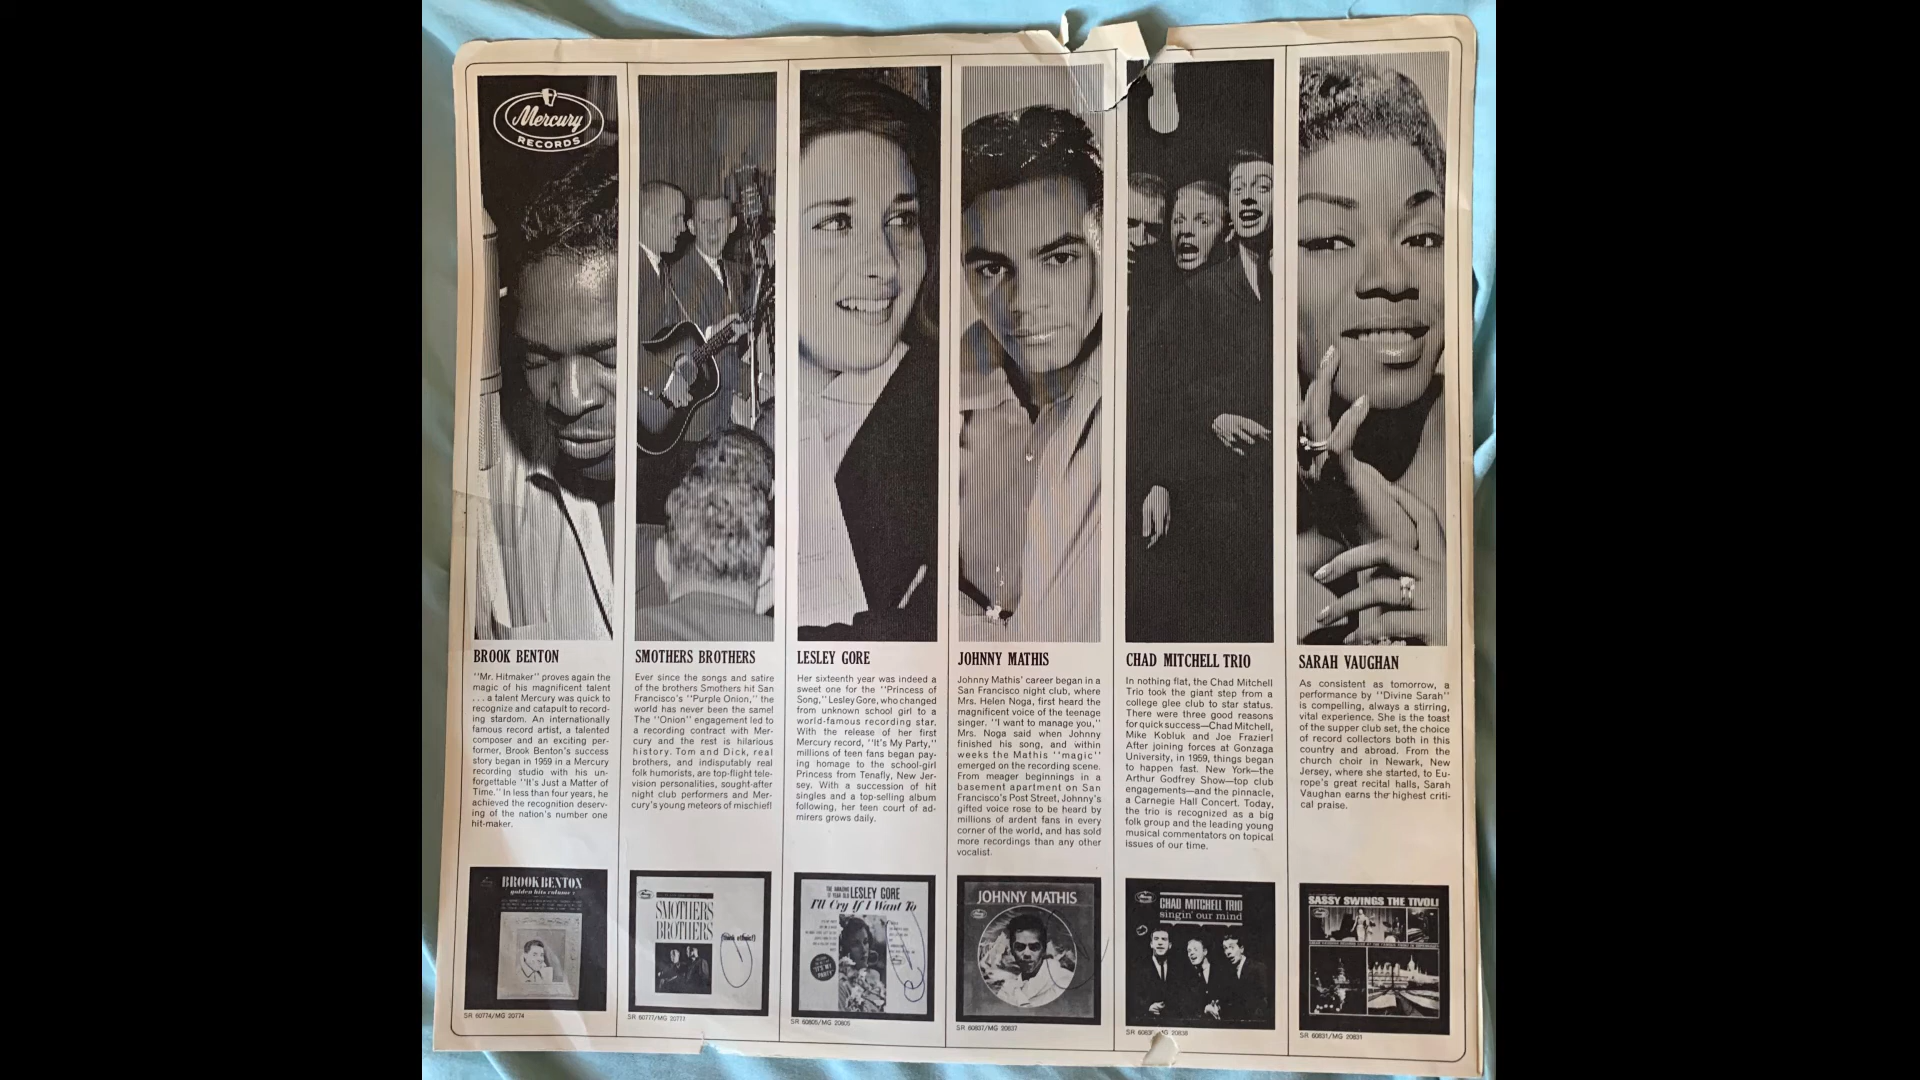 Mercury
RECORDS
BROOK BENTON
"Mr. Hitmaker" proves again the
magic of his magnificent talent
... a talent Mercury was quick to
recognize and catapult to record-
ing stardom. An internationally
famous record artist, a talented
composer and an exciting per-
former, Brook Benton's success
story began in 1959 in a Mercury
recording studio with his un-
forgettable "It's Just a Matter of
Time." In less than four years, he
achieved the recognition deserv-
ing of the nation's number one
hit-maker.
SMOTHERS BROTHERS
Ever since the songs and satire
of the brothers Smothers hit San
Francisco's "Purple Onion," the
world has never been the same!
The "Onion" engagement led to
a recording contract with Mer-
cury and the rest is hilarious
history. Tom and Dick, real
brothers, and indisputably real
folk humorists, are top-flight tele-
vision personalities, sought-after
night club performers and Mer-
cury's young meteors of mischief!
LESLEY GORE
Her sixteenth year was indeed a
sweet one for the "Princess of
Song," Lesley Gore, who changed
from unknown school girl to a
world-famous recording star.
With the release of her first
Mercury record, "It's My Party,"
millions of teen fans began pay-
ing homage to the school-girl
Princess from Tenafly, New Jer-
sey. With a succession of hit
singles and a top-selling album
following, her teen court of ad-
mirers grows daily.
JOHNNY MATHIS
Johnny Mathis' career began in a
San Francisco night club, where
Mrs. Helen Noga, first heard the
magnificent voice of the teenage
singer. "I want to manage you,"
Mrs. Noga said when Johnny
finished his song, and within
weeks the Mathis "magic"
emerged on the recording scene.
From meager beginnings in a
basement apartment on San
Francisco's Post Street, Johnny's
gifted voice rose to be heard by
millions of ardent fans in every
corner of the world, and has sold
more recordings than any other
vocalist.
CHAD MITCHELL TRIO
In nothing flat, the Chad Mitchell
Trio took the giant step from a
college glee club to star status.
There were three good reasons
for quick success—Chad Mitchell,
Mike Kobluk and Joe Frazier!
After joining forces at Gonzaga
University, in 1959, things began
to happen fast. New York—the
Arthur Godfrey Show—top club
engagements—and the pinnacle,
a Carnegie Hall Concert. Today,
the trio is recognized as a big
folk group and the leading young
musical commentators on topical
issues of our time.
SARAH VAUGHAN
As consistent as tomorrow, a
performance by "Divine Sarah"
is compelling, always a stirring,
vital experience. She is the toast
of the supper club set, the choice
of record collectors both in this
country and abroad. From the
church choir in Newark, New
Jersey, where she started, to Eu-
rope's great recital halls, Sarah
Vaughan earns the highest criti-
cal praise.
BROOK BENTON
golden hits volume 2
SR 60774/MG 20774
SMOTHERS
BROTHERS
(think ethnic!)
SR 60777/MG 20777
THE AMAZING
17 YEAR OLD LESLEY GORE
I'll Cry If I Want To
"IT'S MY
PARTY"
SR 60805/MG 20805
JOHNNY MATHIS
SR 60837/MG 20837
CHAD MITCHELL TRIO
singin' our mind
MG 20838
SASSY SWINGS THE TIVOLI
SR 60831/MG 20831